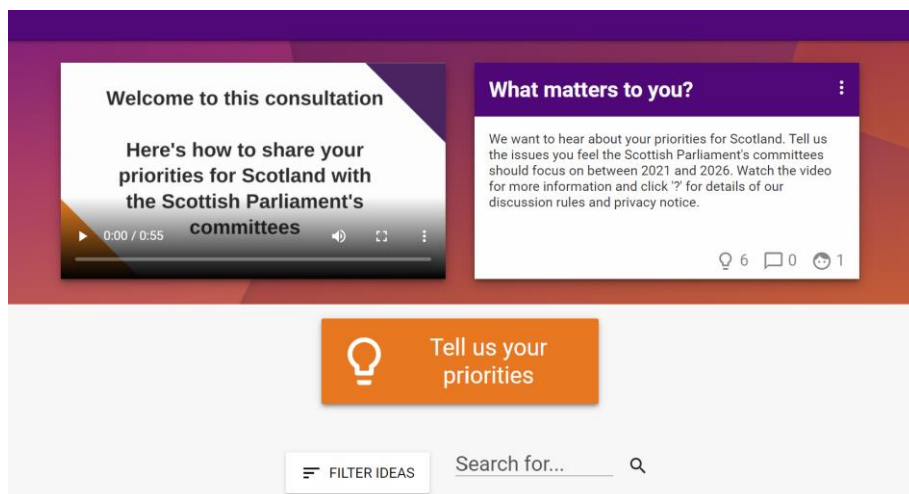 Welcome to this consultation
Here's how to share your
priorities for Scotland with
the Scottish Parliament's
committees
0:00 / 0:55
What matters to you?
We want to hear about your priorities for Scotland. Tell us
the issues you feel the Scottish Parliament's committees
should focus on between 2021 and 2026. Watch the video
for more information and click '?' for details of our
discussion rules and privacy notice.
6 0 1
Tell us your
priorities
FILTER IDEAS
Search for...